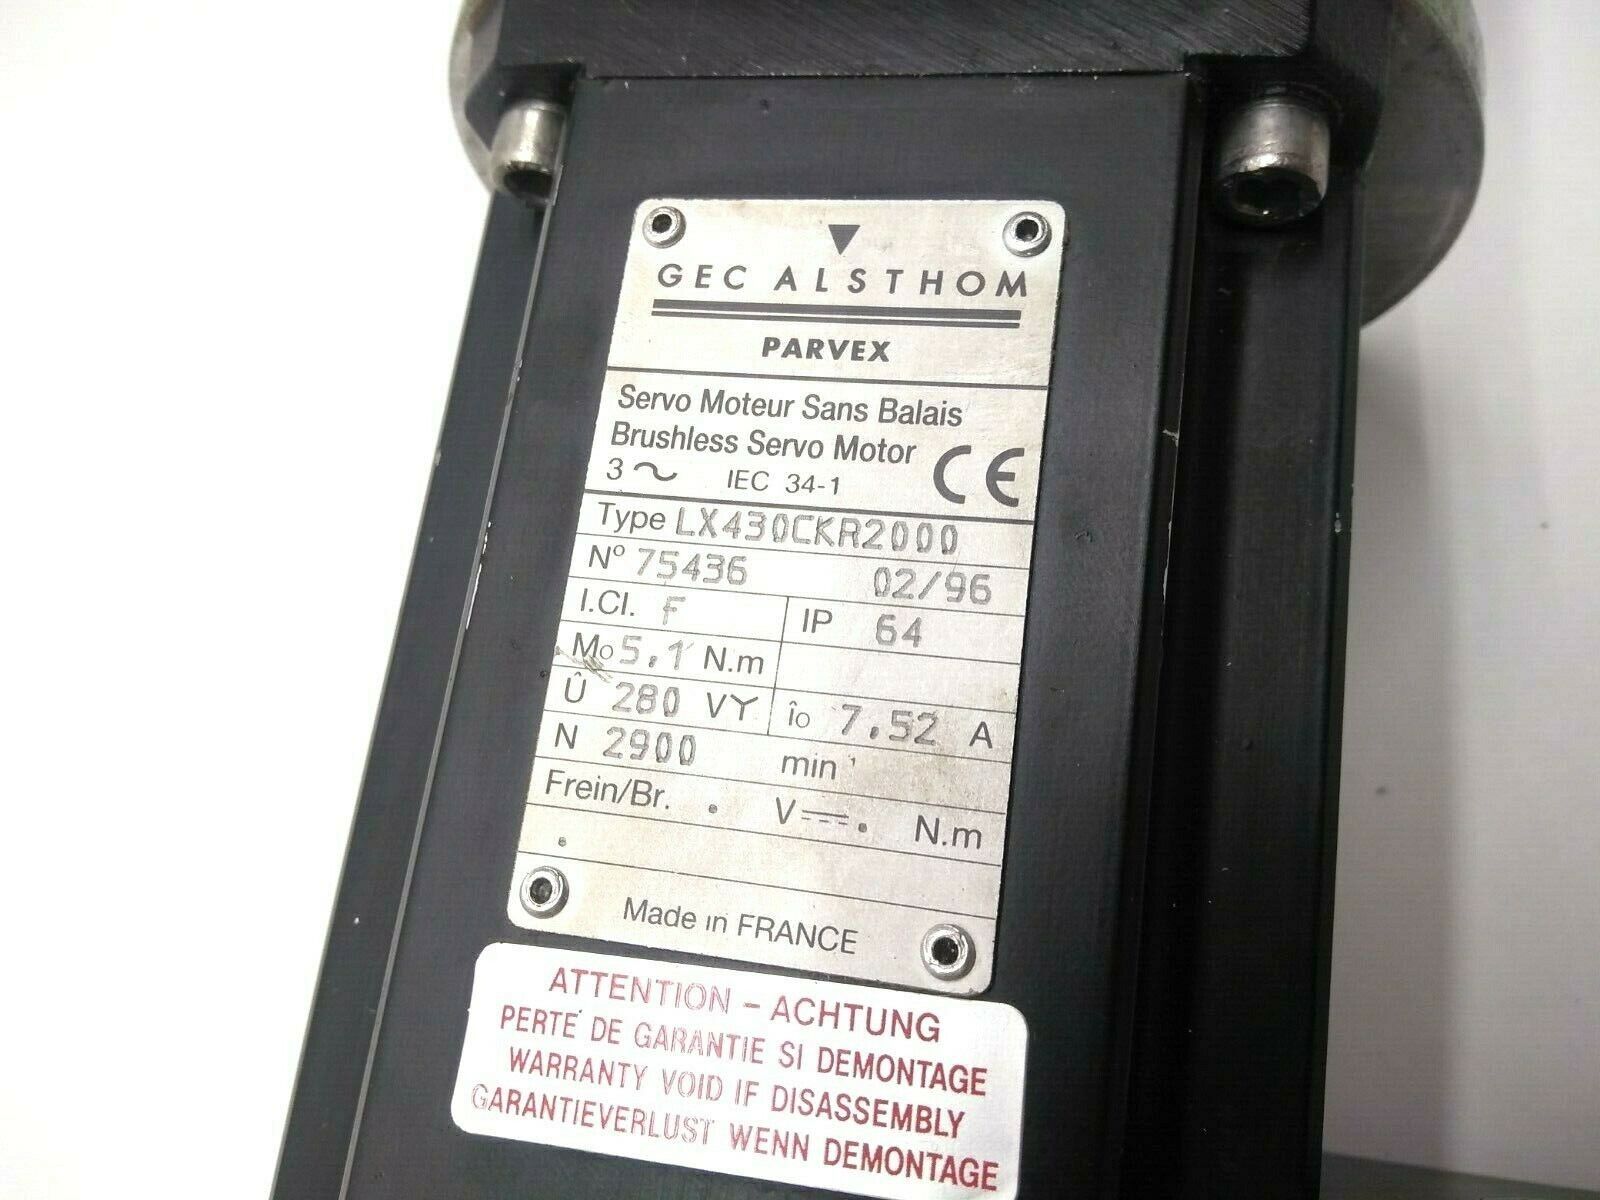 GEC ALSTHOM
PARVEX
Servo Moteur Sans Balais
Brushless Servo Motor
3~ IEC 34-1 CE
Type LX430CKR2000
N° 75436 02/96
I.Cl. F IP 64
Mo 5.1 N.m
Û 280 VY îo 7.52 A
N 2900 min
Frein/Br. . V⎓. N.m
.
Made in FRANCE
ATTENTION - ACHTUNG
PERTE DE GARANTIE SI DEMONTAGE
WARRANTY VOID IF DISASSEMBLY
GARANTIEVERLUST WENN DEMONTAGE